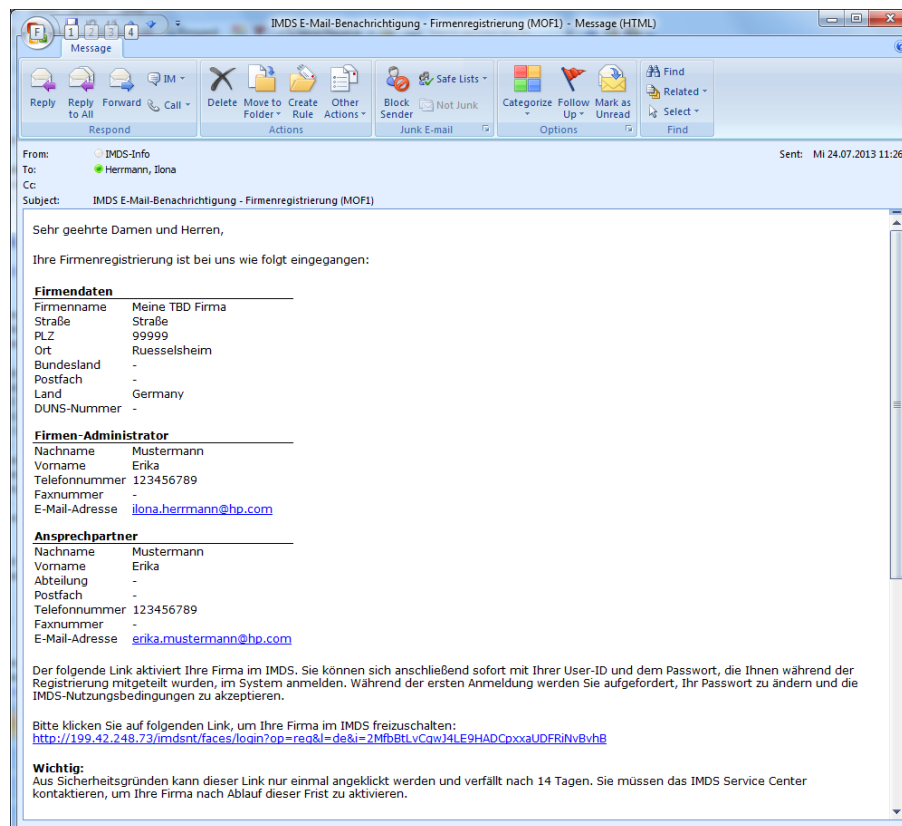 IMDS E-Mail-Benachrichtigung - Firmenregistrierung (MOF1) - Message (HTML)
F 1 2 3 4
Message
Reply
Reply to All
Forward
IM
Call
Respond
Delete
Move to Folder
Create Rule
Other Actions
Actions
Block Sender
Safe Lists
Not Junk
Junk E-mail
Categorize
Follow Up
Mark as Unread
Options
Find
Related
Select
Find
From: IMDS-Info Sent: Mi 24.07.2013 11:26
To: Herrmann, Ilona
Cc:
Subject: IMDS E-Mail-Benachrichtigung - Firmenregistrierung (MOF1)
Sehr geehrte Damen und Herren,
Ihre Firmenregistrierung ist bei uns wie folgt eingegangen:
Firmendaten
Firmenname Meine TBD Firma
Straße Straße
PLZ 99999
Ort Ruesselsheim
Bundesland -
Postfach -
Land Germany
DUNS-Nummer -
Firmen-Administrator
Nachname Mustermann
Vorname Erika
Telefonnummer 123456789
Faxnummer -
E-Mail-Adresse ilona.herrmann@hp.com
Ansprechpartner
Nachname Mustermann
Vorname Erika
Abteilung -
Postfach -
Telefonnummer 123456789
Faxnummer -
E-Mail-Adresse erika.mustermann@hp.com
Der folgende Link aktiviert Ihre Firma im IMDS. Sie können sich anschließend sofort mit Ihrer User-ID und dem Passwort, die Ihnen während der
Registrierung mitgeteilt wurden, im System anmelden. Während der ersten Anmeldung werden Sie aufgefordert, Ihr Passwort zu ändern und die
IMDS-Nutzungsbedingungen zu akzeptieren.
Bitte klicken Sie auf folgenden Link, um Ihre Firma im IMDS freizuschalten:
http://199.42.248.73/imdsnt/faces/login?op=reg&l=de&i=2MfbBtLvCgwJ4LE9HADCpxxaUDFRiNvBvhB
Wichtig:
Aus Sicherheitsgründen kann dieser Link nur einmal angeklickt werden und verfällt nach 14 Tagen. Sie müssen das IMDS Service Center
kontaktieren, um Ihre Firma nach Ablauf dieser Frist zu aktivieren.